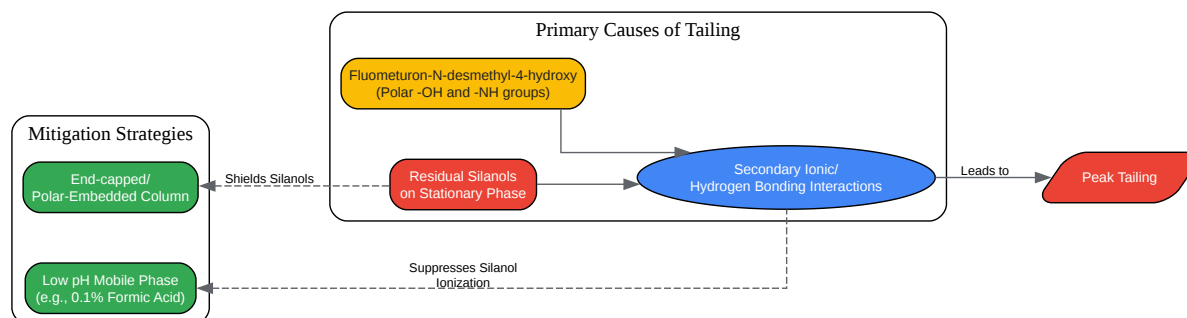 Primary Causes of Tailing
Fluometuron-N-desmethyl-4-hydroxy
(Polar -OH and -NH groups)
Mitigation Strategies
End-capped/
Polar-Embedded Column
Shields Silanols
Residual Silanols
on Stationary Phase
Secondary Ionic/
Hydrogen Bonding Interactions
Leads to
Peak Tailing
Low pH Mobile Phase
(e.g., 0.1% Formic Acid)
Suppresses Silanol
Ionization